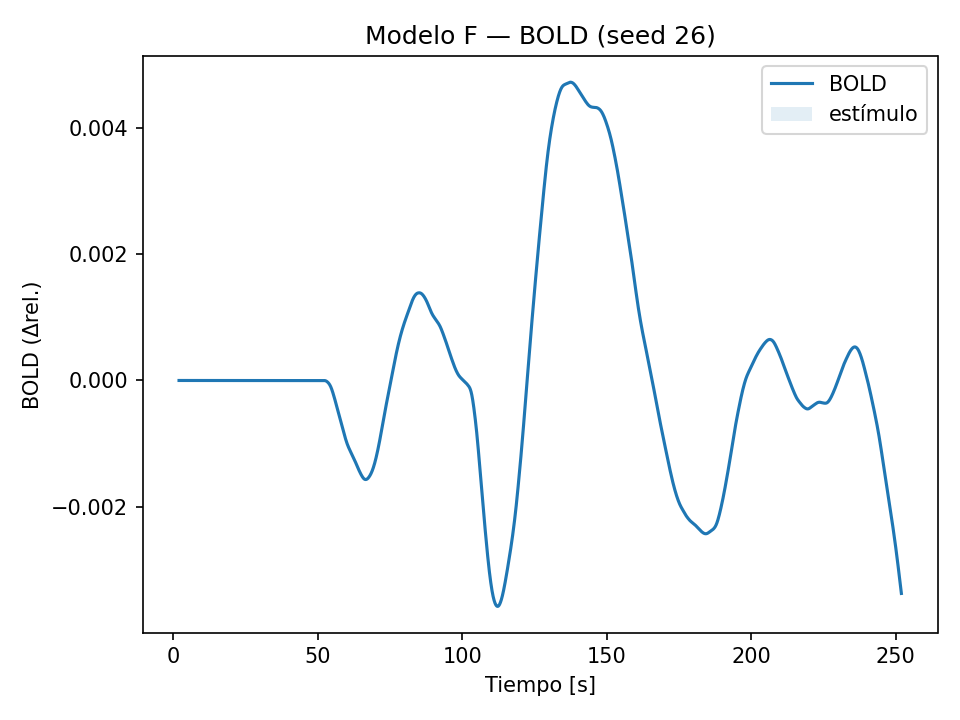 Modelo F — BOLD (seed 26)
BOLD
estímulo
0.004
0.002
0.000
−0.002
BOLD (Δrel.)
0
50
100
150
200
250
Tiempo [s]